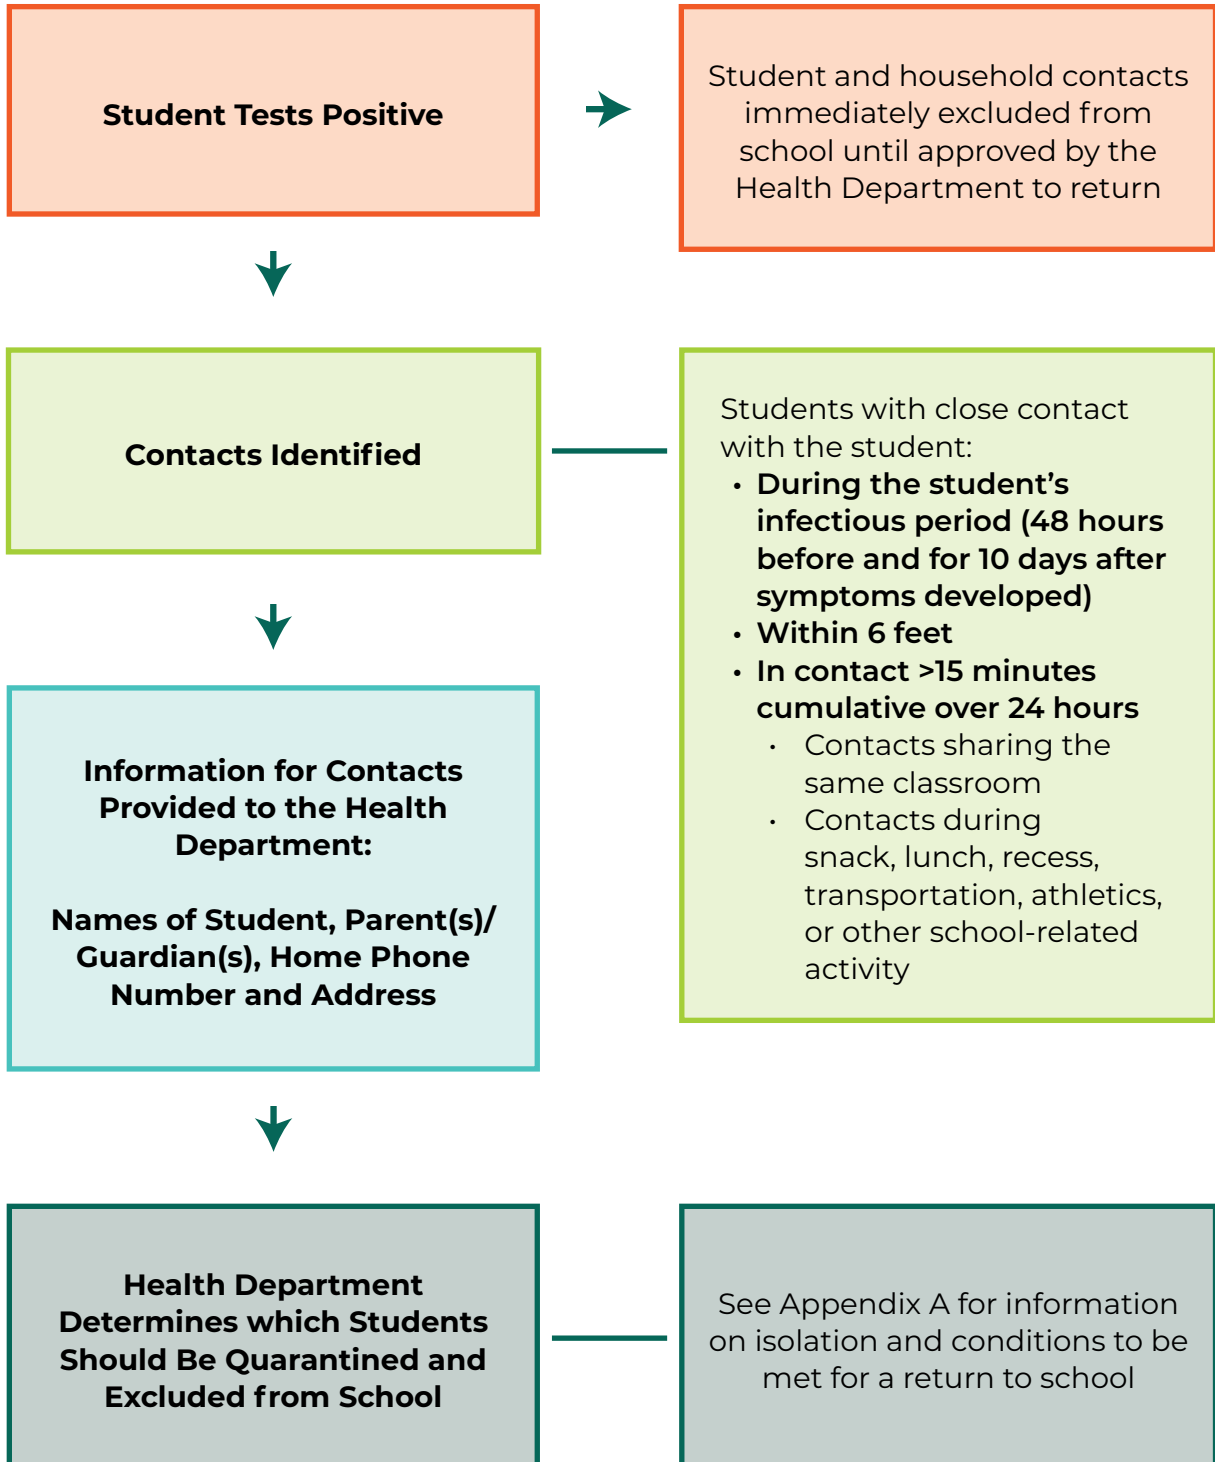 Student Tests Positive
Student and household contacts
immediately excluded from
school until approved by the
Health Department to return
Contacts Identified
Students with close contact
with the student:
• During the student’s
infectious period (48 hours
before and for 10 days after
symptoms developed)
• Within 6 feet
• In contact >15 minutes
cumulative over 24 hours
• Contacts sharing the
same classroom
• Contacts during
snack, lunch, recess,
transportation, athletics,
or other school-related
activity
Information for Contacts
Provided to the Health
Department:
Names of Student, Parent(s)/
Guardian(s), Home Phone
Number and Address
Health Department
Determines which Students
Should Be Quarantined and
Excluded from School
See Appendix A for information
on isolation and conditions to be
met for a return to school